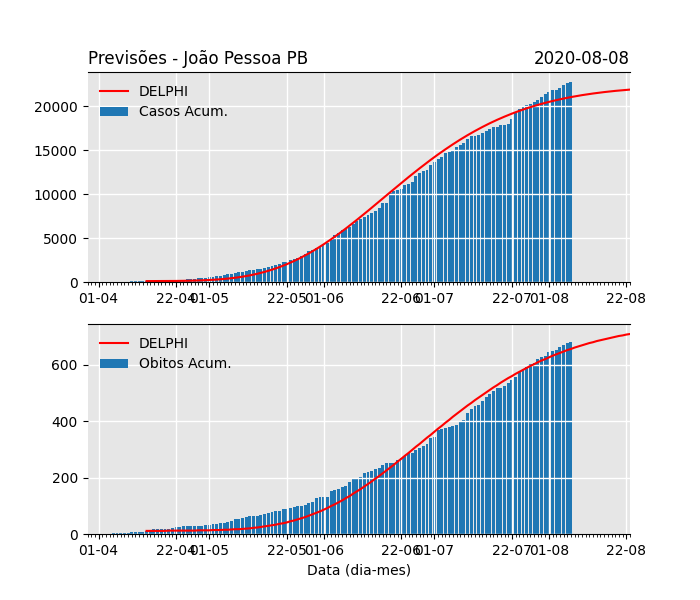 Previsões - João Pessoa PB 2020-08-08
DELPHI
Casos Acum.
20000
15000
10000
5000
0
01-04 22-04 01-05 22-05 01-06 22-06 01-07 22-07 01-08 22-08
DELPHI
Obitos Acum.
600
400
200
0
01-04 22-04 01-05 22-05 01-06 22-06 01-07 22-07 01-08 22-08
Data (dia-mes)